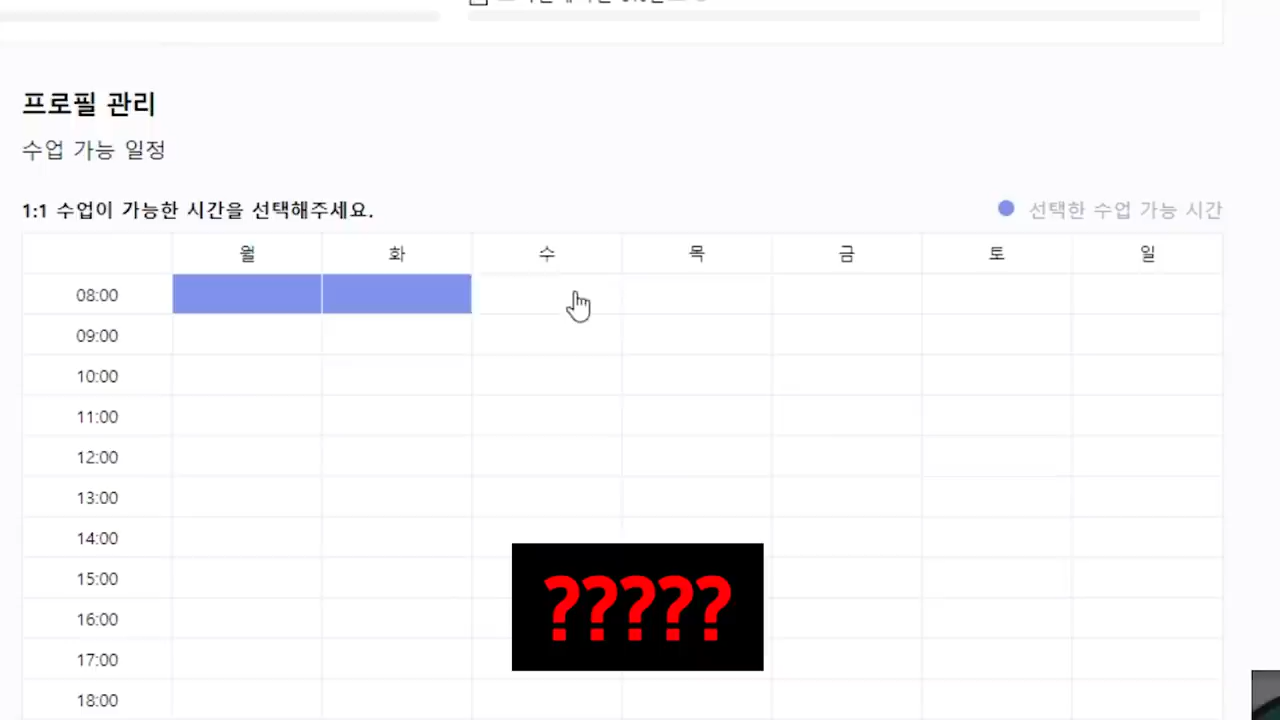 프로필 관리
수업 가능 일정
1:1 수업이 가능한 시간을 선택해주세요.
선택한 수업 가능 시간
월 화 수 목 금 토 일
08:00
09:00
10:00
11:00
12:00
13:00
14:00
15:00
16:00
17:00
18:00
?????